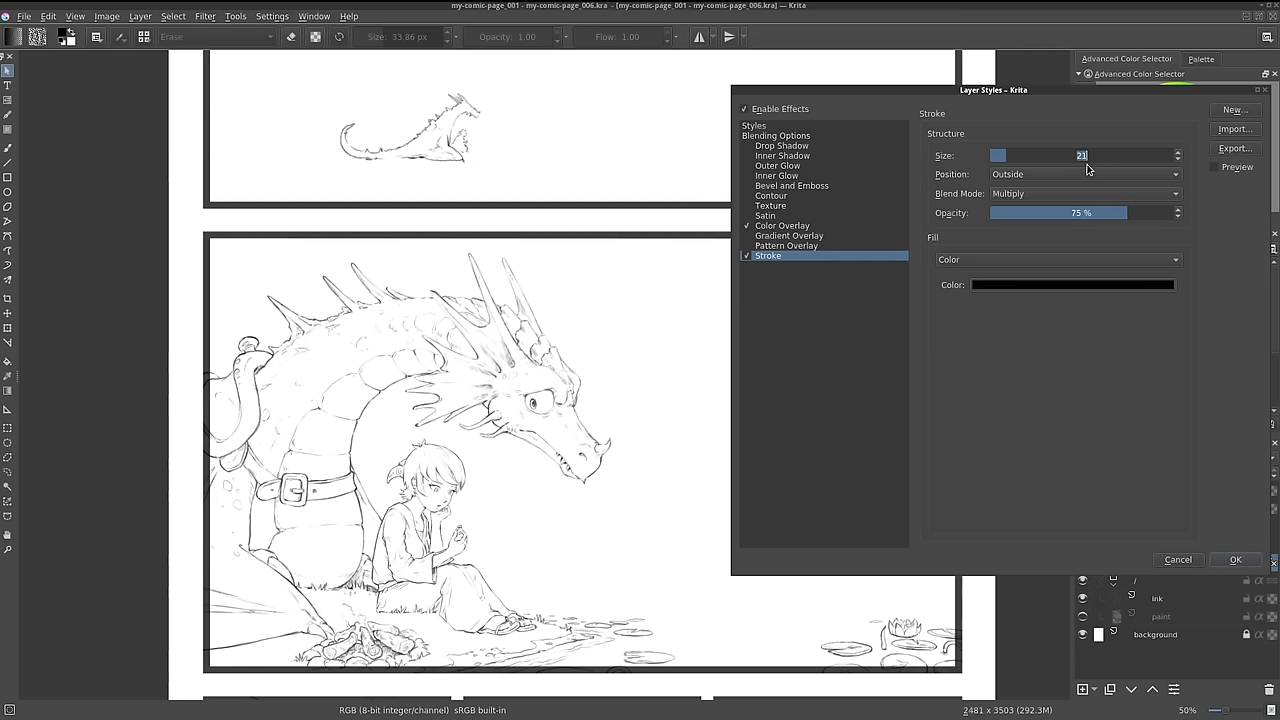 my-comic-page_001 - my-comic-page_006.kra - [my-comic-page_001 - my-comic-page_006.kra] — Krita
File Edit View Image Layer Select Filter Tools Settings Window Help
Erase Size: 33.86 px Opacity: 1.00 Flow: 1.00
Advanced Color Selector Palette
Advanced Color Selector
Layer Styles – Krita
Enable Effects
Styles
Blending Options
Drop Shadow
Inner Shadow
Outer Glow
Inner Glow
Bevel and Emboss
Contour
Texture
Satin
Color Overlay
Gradient Overlay
Pattern Overlay
Stroke
Stroke
Structure
Size: 21
Position: Outside
Blend Mode: Multiply
Opacity: 75 %
Fill
Color
Color:
New...
Import...
Export...
Preview
Cancel OK
ink
paint
background
RGB (8-bit integer/channel) sRGB built-in 2481 x 3503 (292.3M) 50%